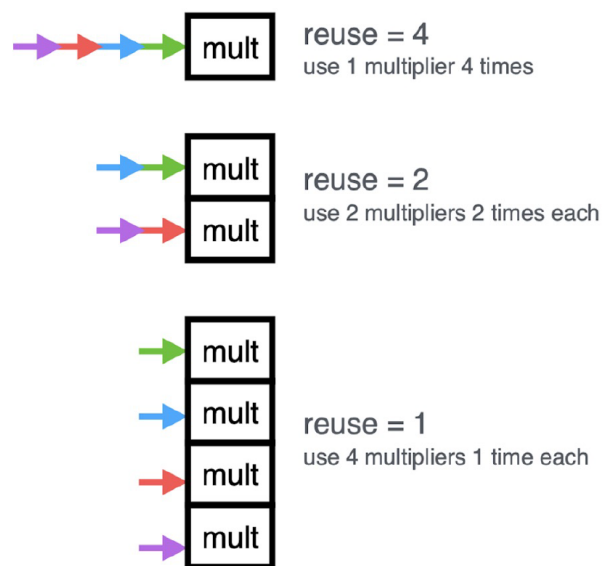 mult
reuse = 4
use 1 multiplier 4 times
mult
mult
reuse = 2
use 2 multipliers 2 times each
mult
mult
mult
mult
reuse = 1
use 4 multipliers 1 time each